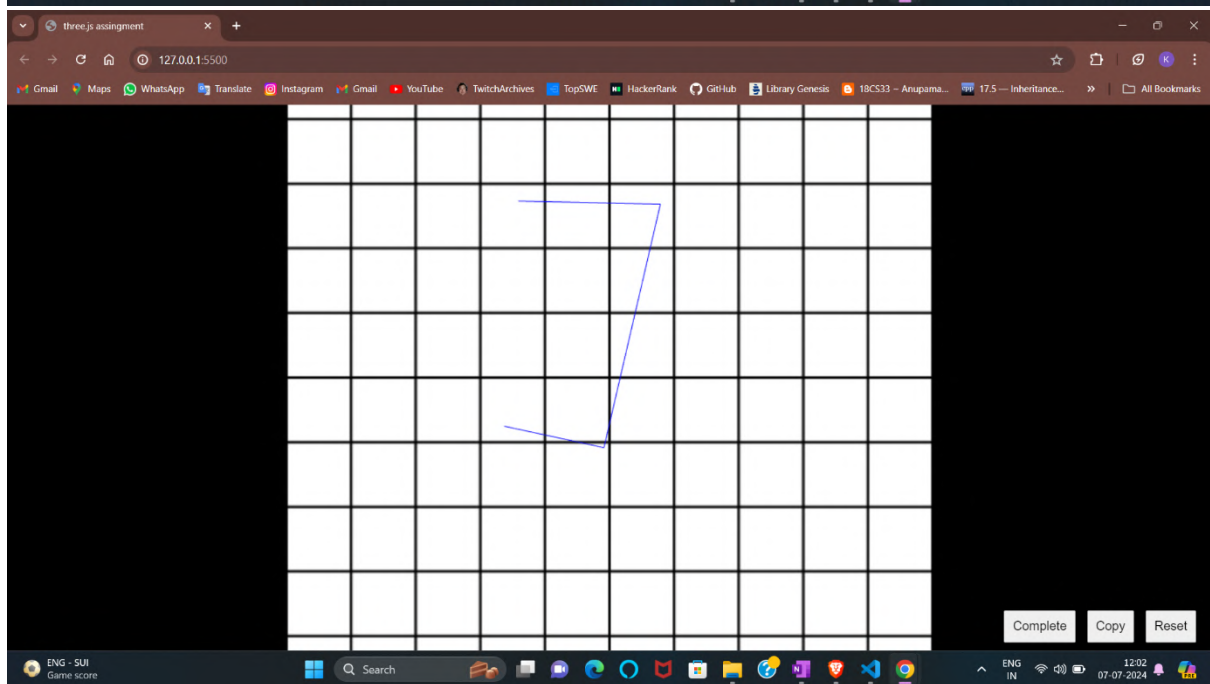 three.js assingment
127.0.0.1:5500
Gmail Maps WhatsApp Translate Instagram Gmail YouTube TwitchArchives TopSWE HackerRank GitHub Library Genesis 18CS33 – Anupama... 17.5 — Inheritance... » All Bookmarks
K
Complete Copy Reset
ENG - SUI
Game score
Search
ENG
IN
12:02
07-07-2024